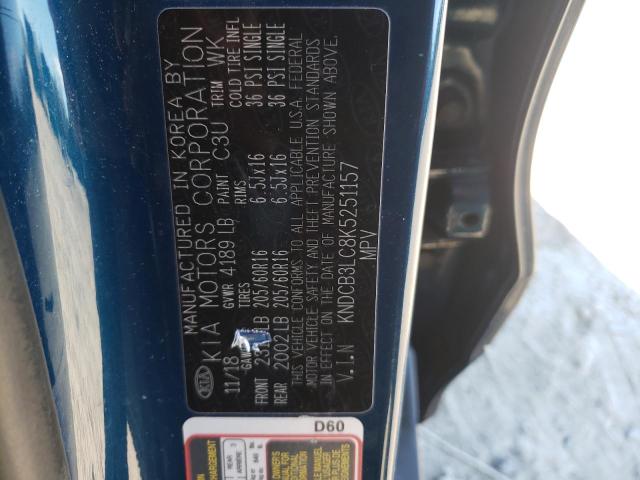 MANUFACTURED IN KOREA BY
KIA KIA MOTORS CORPORATION
11/18 GVWR 4189 LB PAINT C3U TRIM WK
TIRES RIMS COLD TIRE INFL
FRONT LB 205/60R16 6.5Jx16 36 PSI SINGLE
REAR 2002LB 205/60R16 6.5Jx16 36 PSI SINGLE
THIS VEHICLE CONFORMS TO ALL APPLICABLE U.S.A. FEDERAL
MOTOR VEHICLE SAFETY AND THEFT PREVENTION STANDARDS
IN EFFECT ON THE DATE OF MANUFACTURE SHOWN ABOVE.
V.I.N KNDCB3LC8K5251157
MPV
D60
REAR
ARRIERE